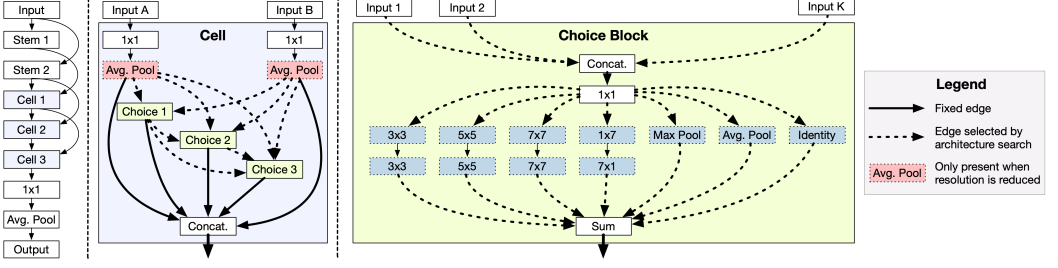 Input
Stem 1
Stem 2
Cell 1
Cell 2
Cell 3
1x1
Avg. Pool
Output
Input A
Input B
Cell
1x1
1x1
Avg. Pool
Avg. Pool
Choice 1
Choice 2
Choice 3
Concat.
Input 1
Input 2
Input K
Choice Block
Concat.
1x1
3x3
5x5
7x7
1x7
Max Pool
Avg. Pool
Identity
3x3
5x5
7x7
7x1
Sum
Legend
Fixed edge
Edge selected by
architecture search
Avg. Pool
Only present when
resolution is reduced